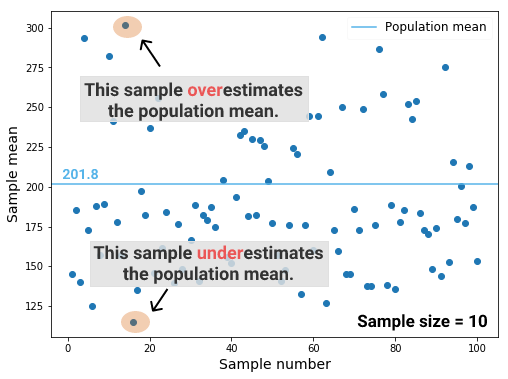 300
275
250
225
200
175
150
125
Sample mean
Population mean
This sample overestimates
the population mean.
201.8
This sample underestimates
the population mean.
Sample size = 10
0
20
40
60
80
100
Sample number